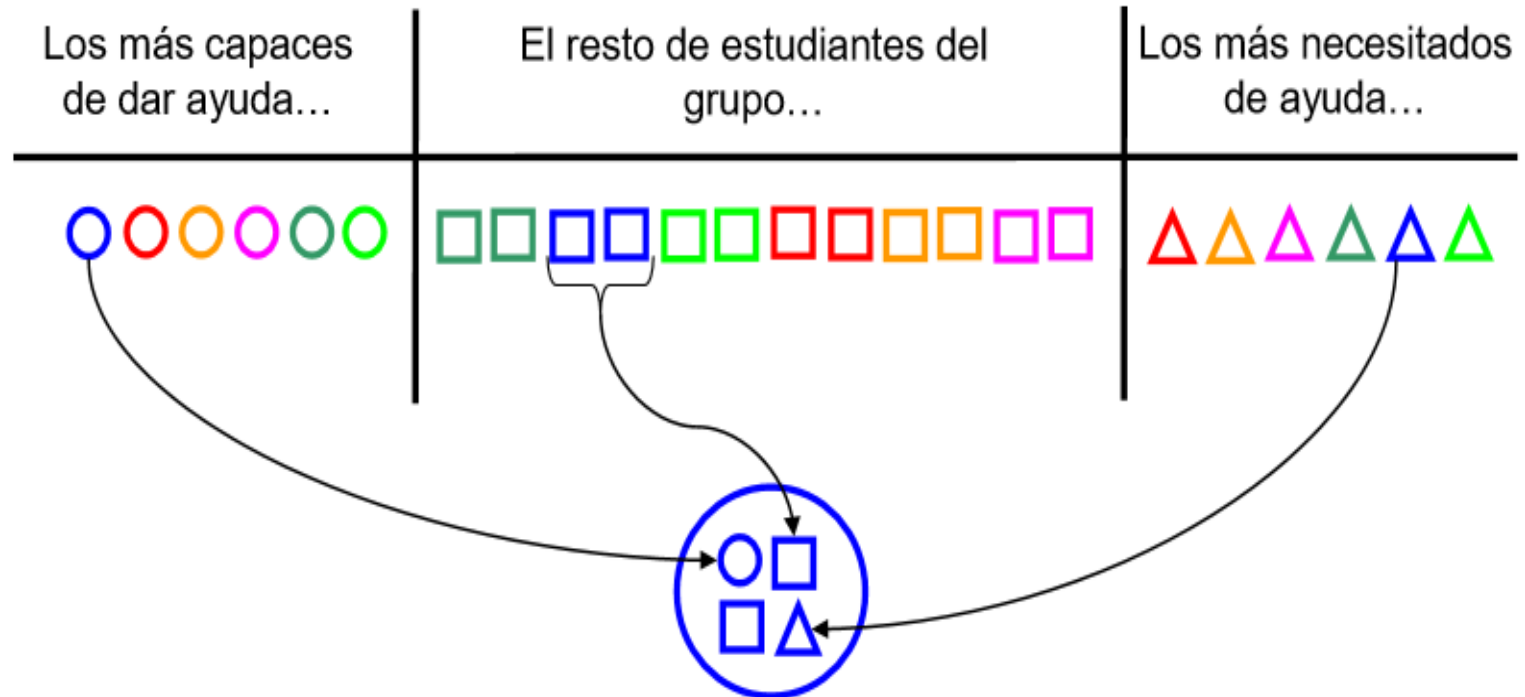 Los más capaces
de dar ayuda...
El resto de estudiantes del
grupo...
Los más necesitados
de ayuda...